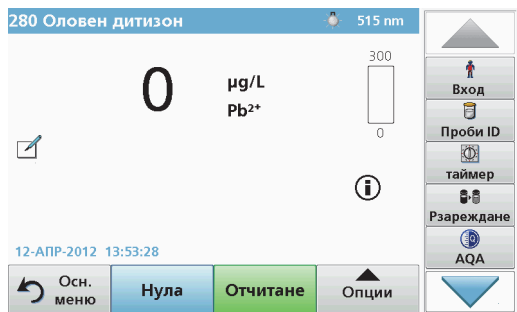 280 Оловен дитизон
515 nm
300
0
µg/L
Pb²⁺
0
12-АПР-2012 13:53:28
Осн.
меню
Нула
Отчитане
Опции
Вход
Проби ID
таймер
Рзареждане
AQA